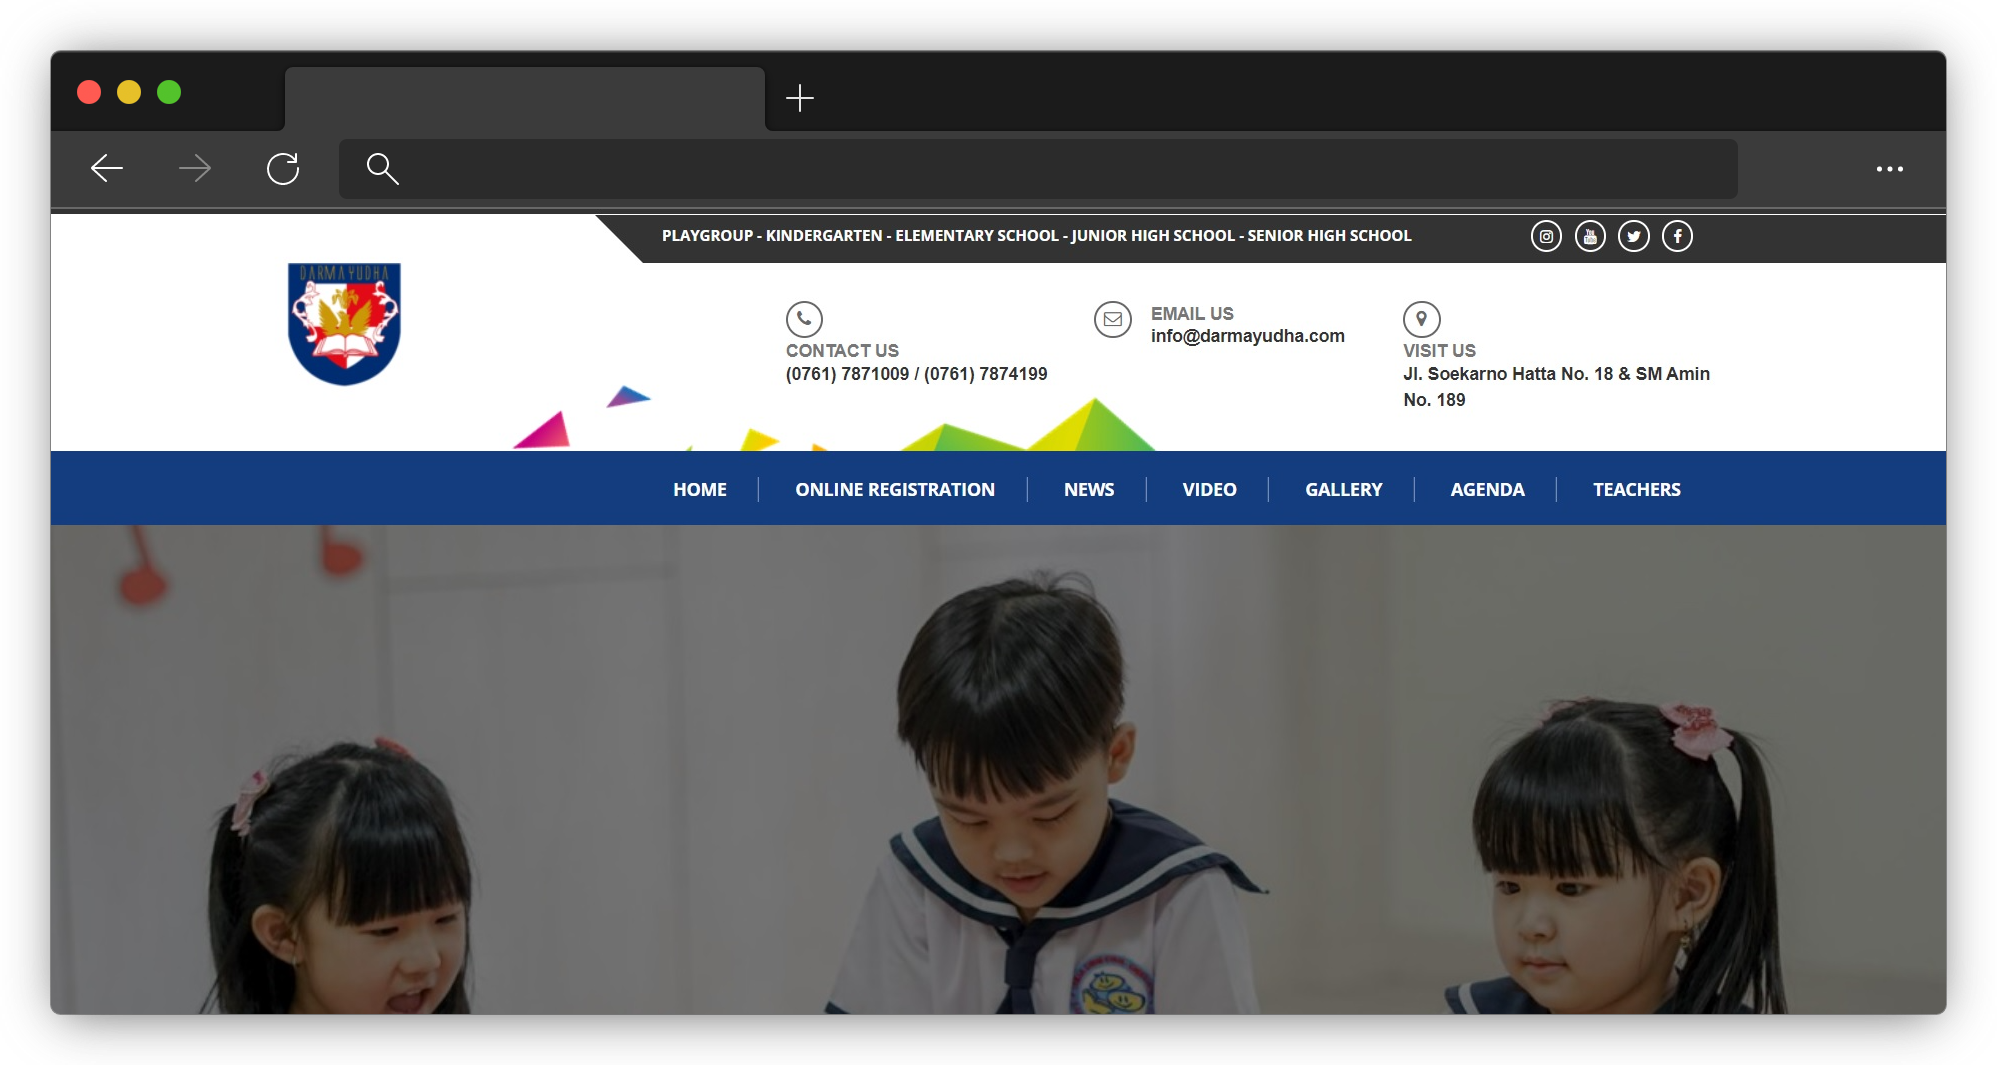 PLAYGROUP - KINDERGARTEN - ELEMENTARY SCHOOL - JUNIOR HIGH SCHOOL - SENIOR HIGH SCHOOL
DARMA YUDHA
CONTACT US
(0761) 7871009 / (0761) 7874199
EMAIL US
info@darmayudha.com
VISIT US
Jl. Soekarno Hatta No. 18 & SM Amin
No. 189
HOME
ONLINE REGISTRATION
NEWS
VIDEO
GALLERY
AGENDA
TEACHERS